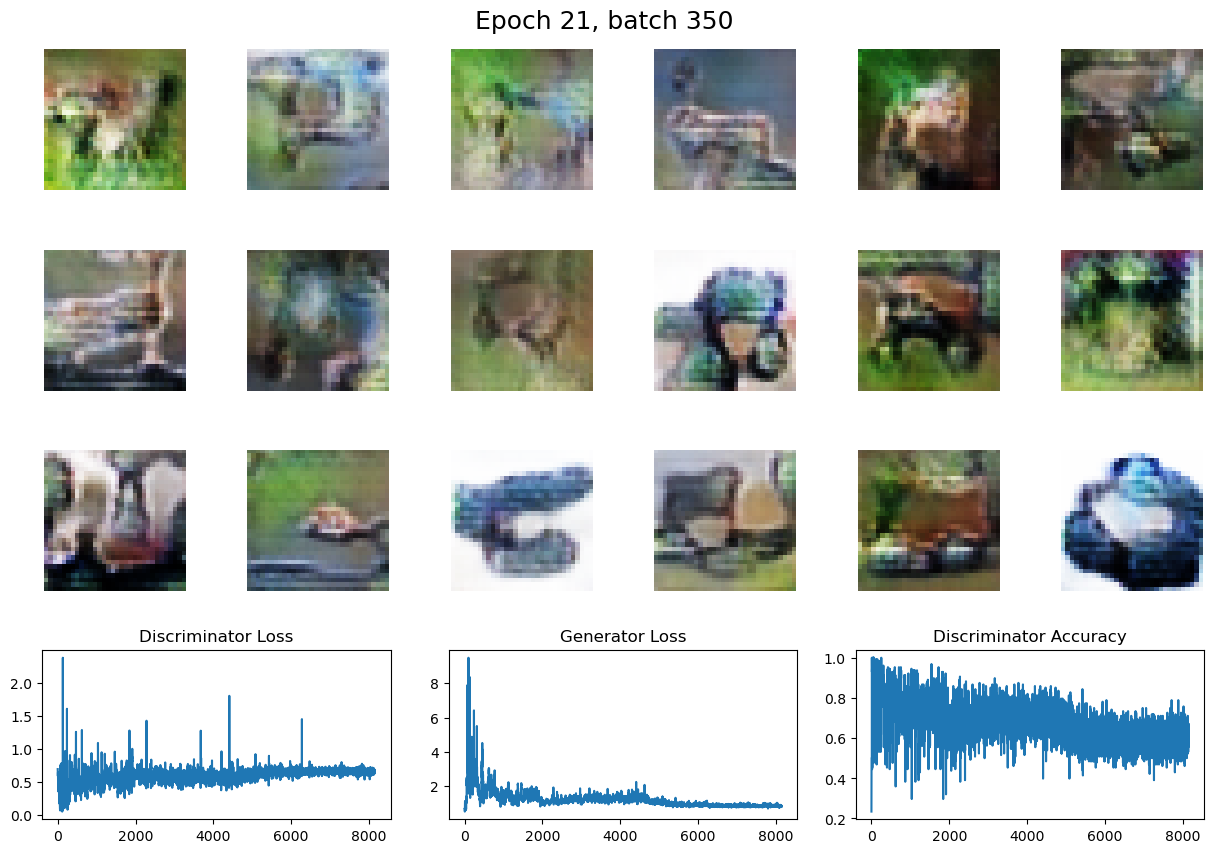 Epoch 21, batch 350
Discriminator Loss
Generator Loss
Discriminator Accuracy
2.0
1.5
1.0
0.5
0.0
0 2000 4000 6000 8000
8
6
4
2
0 2000 4000 6000 8000
1.0
0.8
0.6
0.4
0.2
0 2000 4000 6000 8000